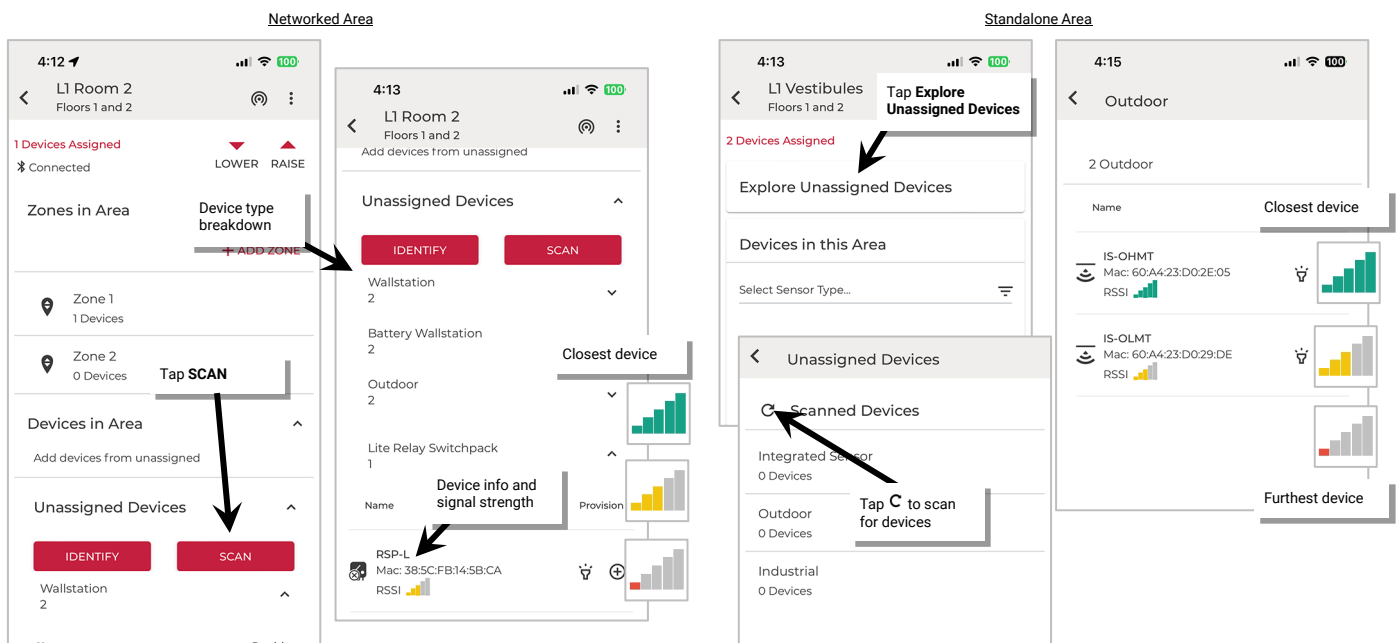 Networked Area
Standalone Area
4:12
100
L1 Room 2
Floors 1 and 2
1 Devices Assigned
Connected
LOWER
RAISE
Zones in Area
Device type
breakdown
+ ADD ZONE
Zone 1
1 Devices
Zone 2
0 Devices
Tap SCAN
Devices in Area
Add devices from unassigned
Unassigned Devices
IDENTIFY
SCAN
Wallstation
2
4:13
100
L1 Room 2
Floors 1 and 2
Add devices from unassigned
Unassigned Devices
IDENTIFY
SCAN
Wallstation
2
Battery Wallstation
2
Closest device
Outdoor
2
Lite Relay Switchpack
1
Device info and
signal strength
Name
Provision
RSP-L
Mac: 38:5C:FB:14:5B:CA
RSSI
4:13
100
L1 Vestibules
Floors 1 and 2
Tap Explore
Unassigned Devices
2 Devices Assigned
Explore Unassigned Devices
Devices in this Area
Select Sensor Type...
Unassigned Devices
Scanned Devices
Integrated Sensor
0 Devices
Outdoor
0 Devices
Tap C to scan
for devices
Industrial
0 Devices
4:15
100
Outdoor
2 Outdoor
Name
Closest device
IS-OHMT
Mac: 60:A4:23:D0:2E:05
RSSI
IS-OLMT
Mac: 60:A4:23:D0:29:DE
RSSI
Furthest device